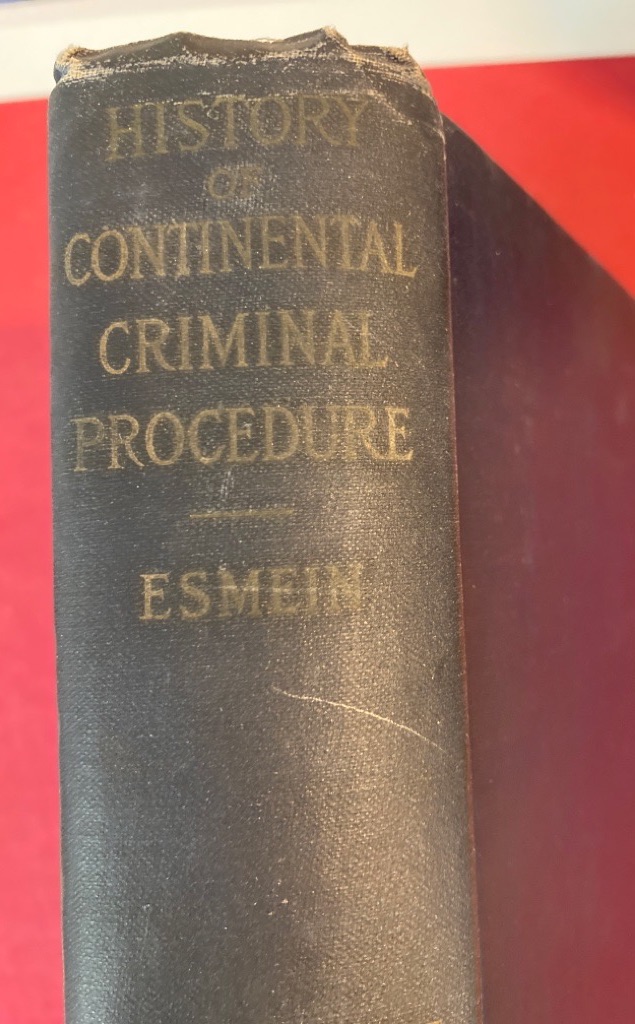 HISTORY
OF
CONTINENTAL
CRIMINAL
PROCEDURE
ESMEIN